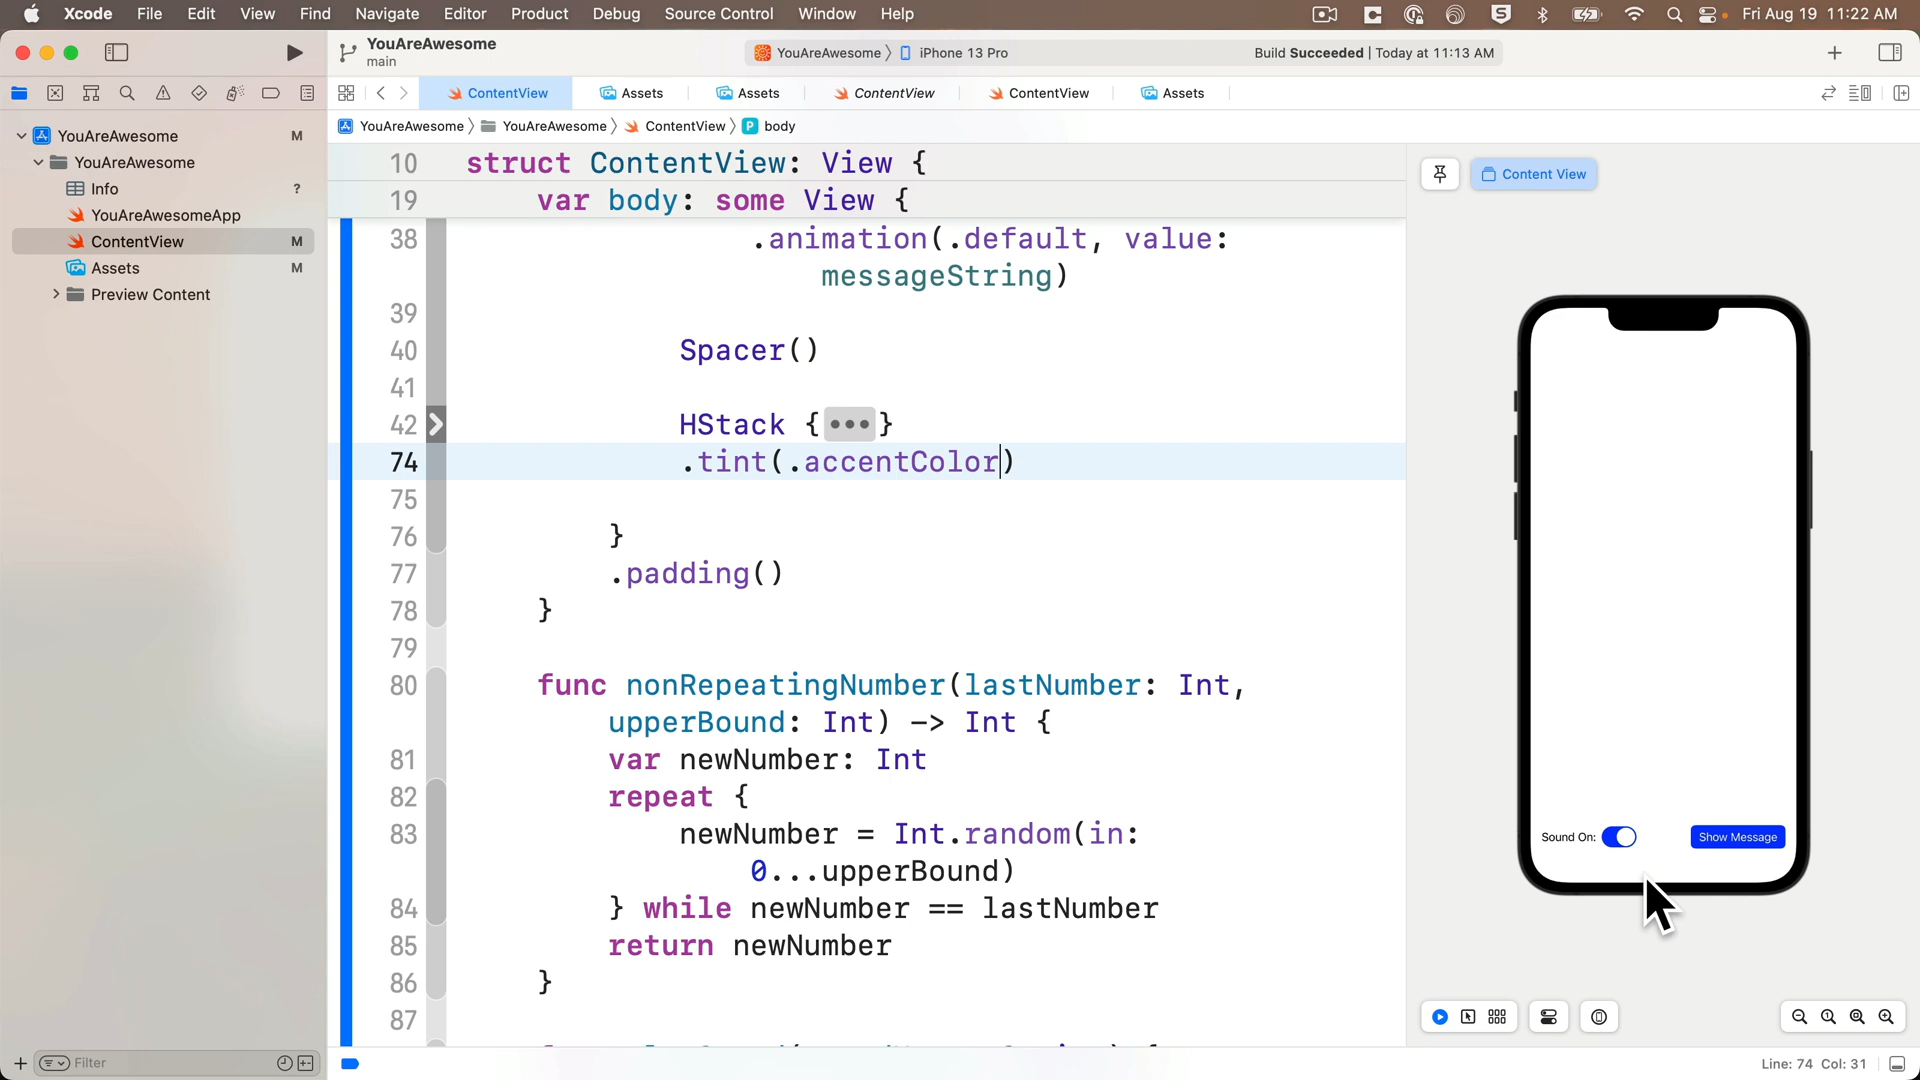 Xcode File Edit View Find Navigate Editor Product Debug Source Control Window Help
Fri Aug 19 11:22 AM
YouAreAwesome
main
YouAreAwesome iPhone 13 Pro
Build Succeeded | Today at 11:13 AM
ContentView Assets Assets ContentView ContentView Assets
YouAreAwesome YouAreAwesome ContentView P body
YouAreAwesome M
YouAreAwesome
Info ?
YouAreAwesomeApp
ContentView M
Assets M
Preview Content
10 struct ContentView: View {
19 var body: some View {
38 .animation(.default, value:
messageString)
39
40 Spacer()
41
42 HStack {•••}
74 .tint(.accentColor)
75
76 }
77 .padding()
78 }
79
80 func nonRepeatingNumber(lastNumber: Int,
upperBound: Int) -> Int {
81 var newNumber: Int
82 repeat {
83 newNumber = Int.random(in:
0...upperBound)
84 } while newNumber == lastNumber
85 return newNumber
86 }
87
Content View
Sound On:
Show Message
Filter
Line: 74 Col: 31